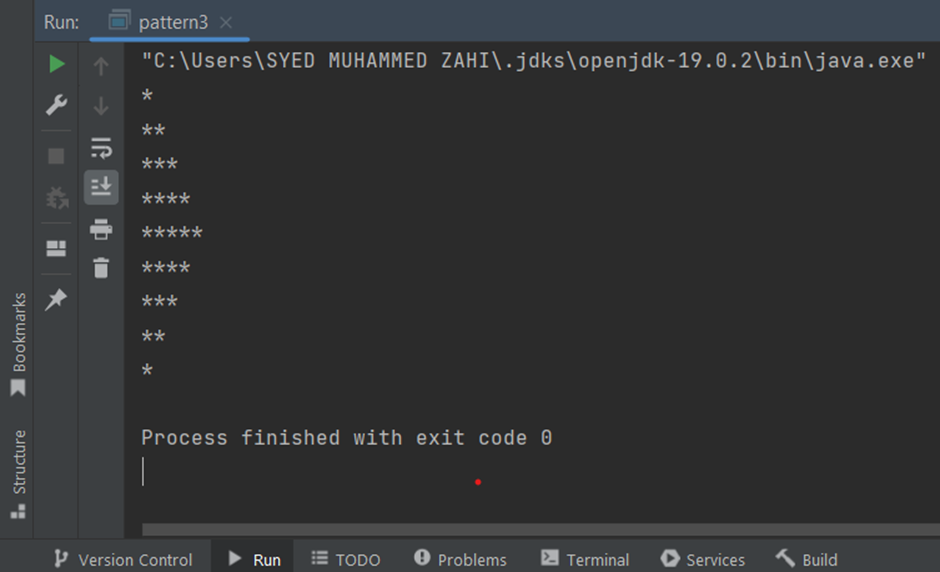 Run: pattern3
"C:\Users\SYED MUHAMMED ZAHI\.jdks\openjdk-19.0.2\bin\java.exe"
*
**
***
****
*****
****
***
**
*
Process finished with exit code 0
Bookmarks
Structure
Version Control Run TODO Problems Terminal Services Build